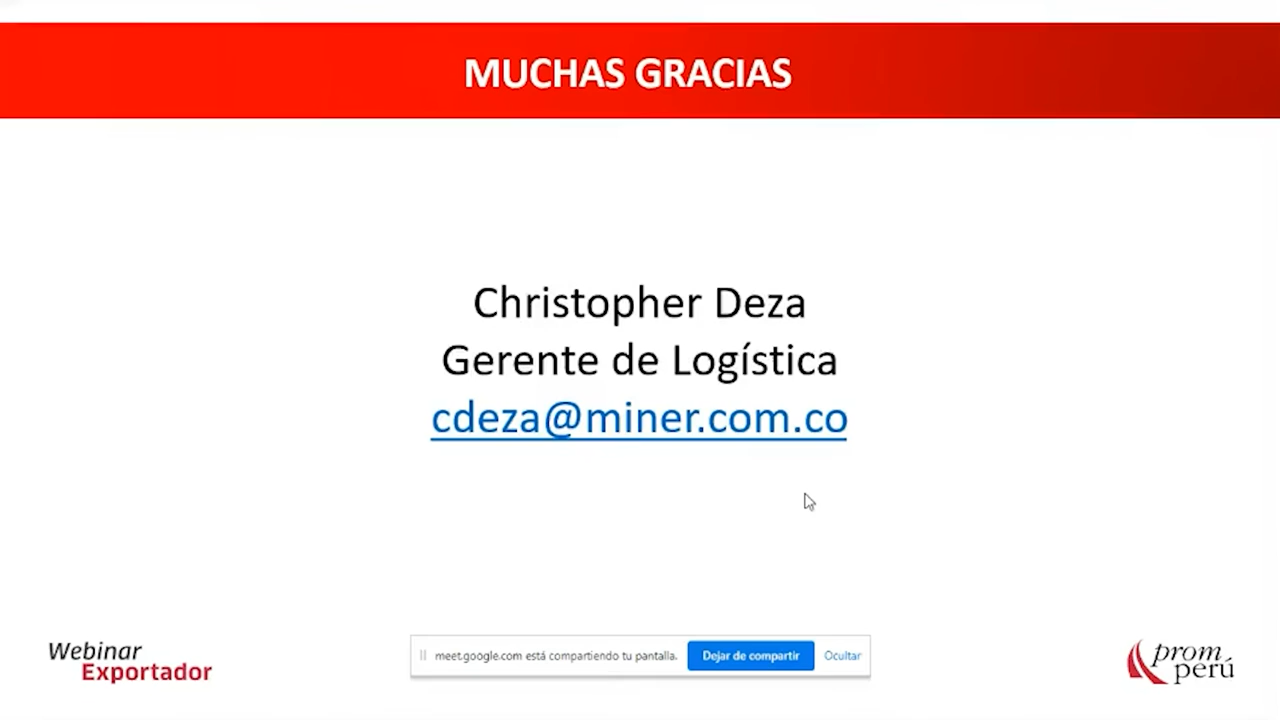 MUCHAS GRACIAS
Christopher Deza
Gerente de Logística
cdeza@miner.com.co
Webinar
Exportador
meet.google.com está compartiendo tu pantalla.
Dejar de compartir
Ocultar
prom
perú